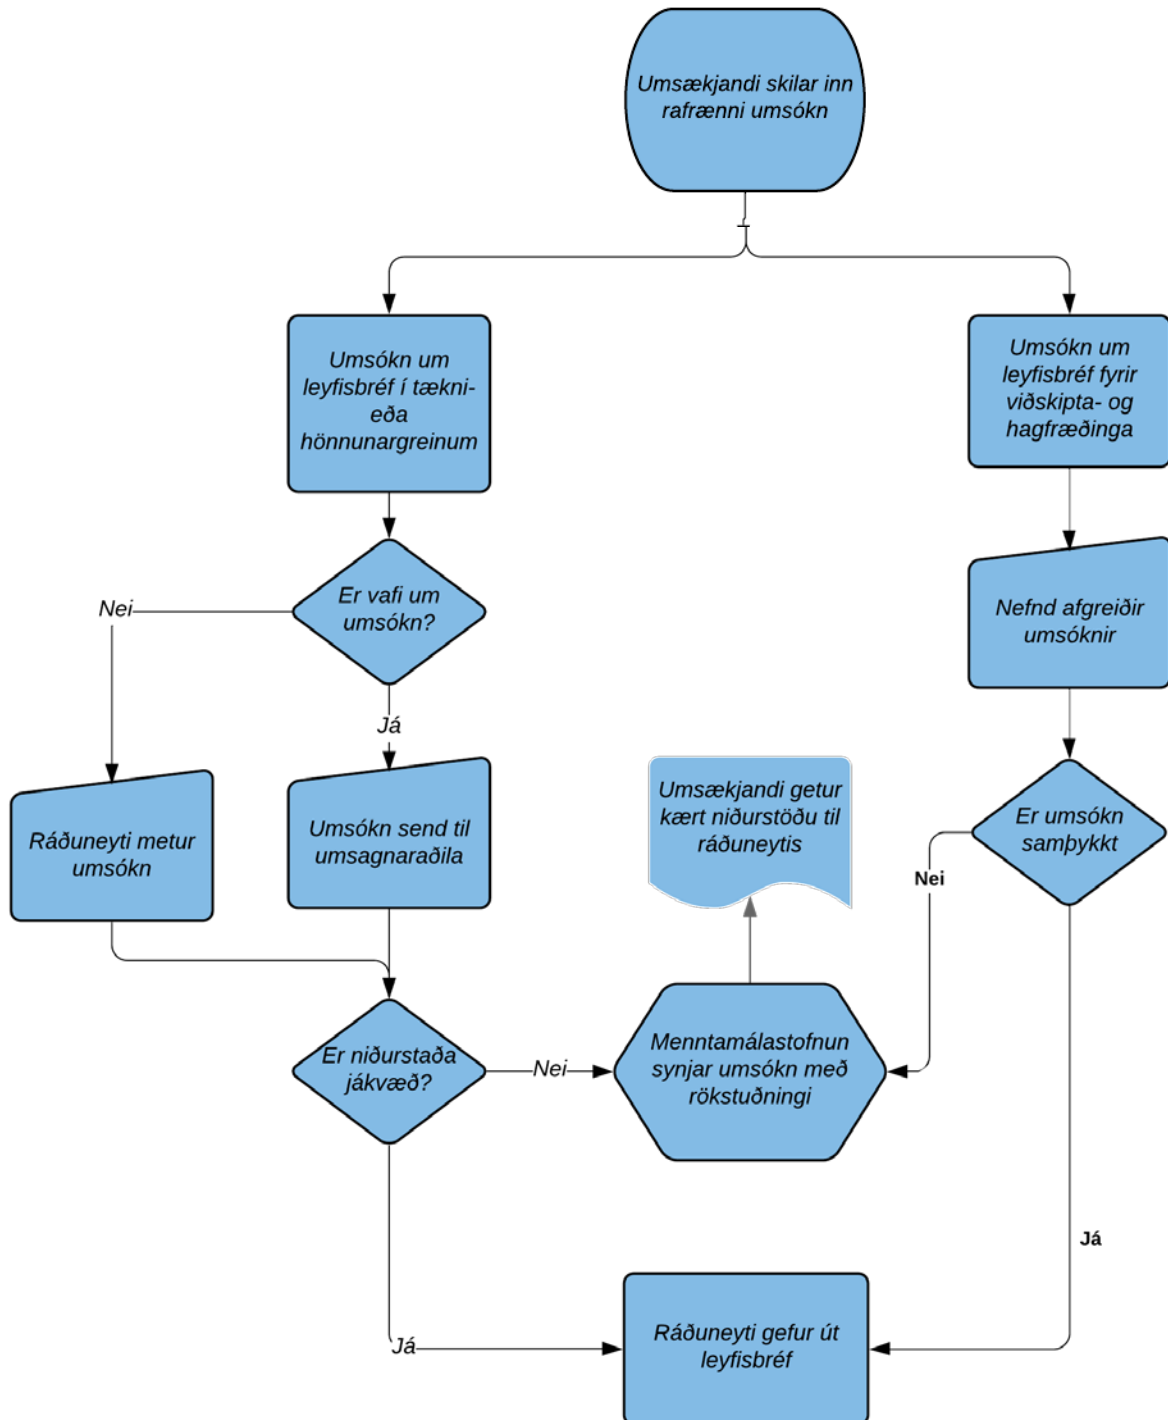 Umsækjandi skilar inn
rafrænni umsókn
Umsókn um
leyfisbréf í tækni-
eða
hönnunargreinum
Umsókn um
leyfisbréf fyrir
viðskipta- og
hagfræðinga
Er vafi um
umsókn?
Nei
Já
Nefnd afgreiðir
umsóknir
Ráðuneyti metur
umsókn
Umsókn send til
umsagnaraðila
Umsækjandi getur
kært niðurstöðu til
ráðuneytis
Er umsókn
samþykkt
Nei
Er niðurstaða
jákvæð?
Nei
Menntamálastofnun
synjar umsókn með
rökstuðningi
Já
Já
Ráðuneyti gefur út
leyfisbréf